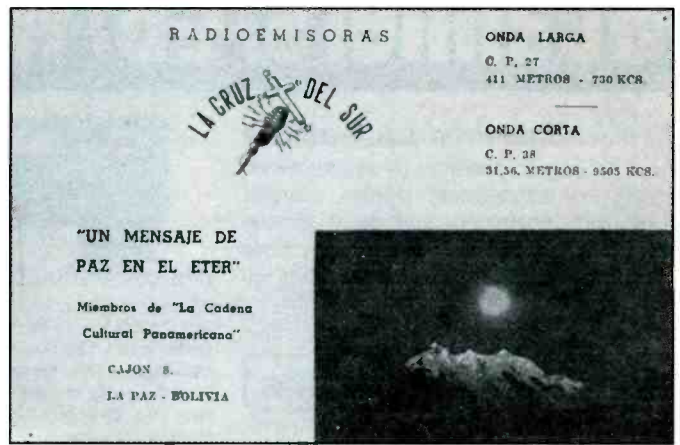 RADIOEMISORAS
LA CRUZ DEL SUR
ONDA LARGA
C. P. 27
411 METROS - 730 KCS.
ONDA CORTA
C. P. 38
31,56, METROS - 9505 KCS.
"UN MENSAJE DE
PAZ EN EL ETER"
Miembros de "La Cadena
Cultural Panamericana"
CAJON 8.
LA PAZ - BOLIVIA